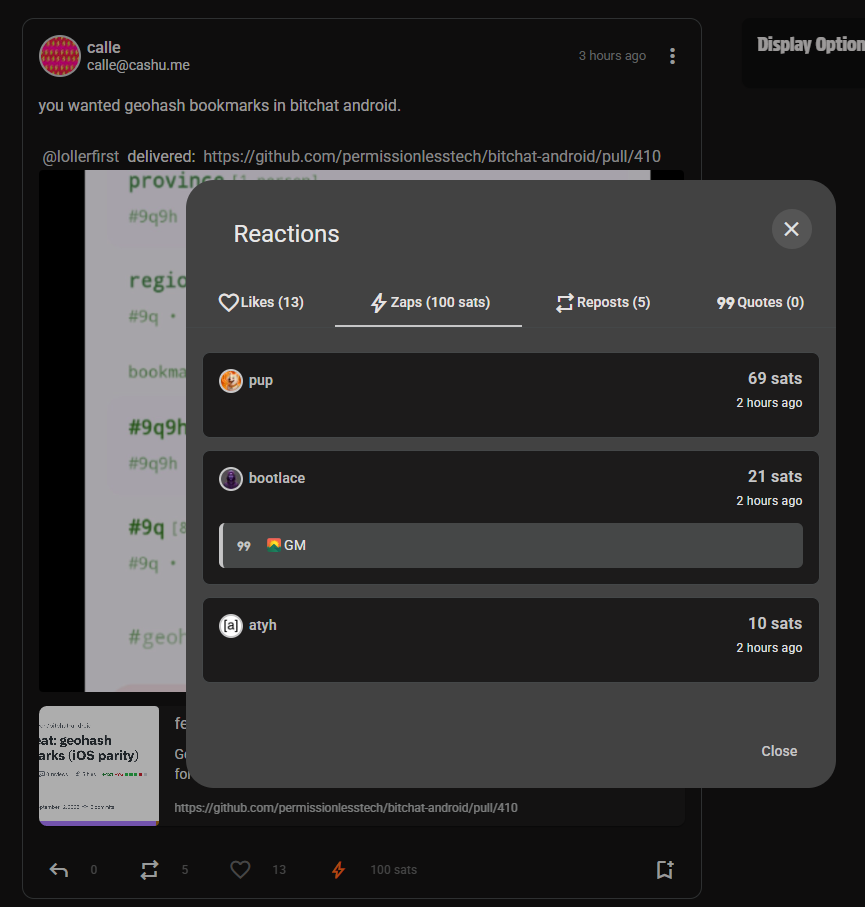 calle
calle@cashu.me
3 hours ago
Display Option
you wanted geohash bookmarks in bitchat android.
@lollerfirst delivered: https://github.com/permissionlesstech/bitchat-android/pull/410
province [1 person]
#9q9h
regio
#9q •
bookma
#9q9h
#9q9h
#9q [8
#9q •
#geoh
Reactions
Likes (13)
Zaps (100 sats)
Reposts (5)
99 Quotes (0)
pup
69 sats
2 hours ago
bootlace
21 sats
2 hours ago
99 🌄GM
[a] atyh
10 sats
2 hours ago
Close
eat: geohash
arks (iOS parity)
fe
Ge
for
https://github.com/permissionlesstech/bitchat-android/pull/410
0
5
13
100 sats